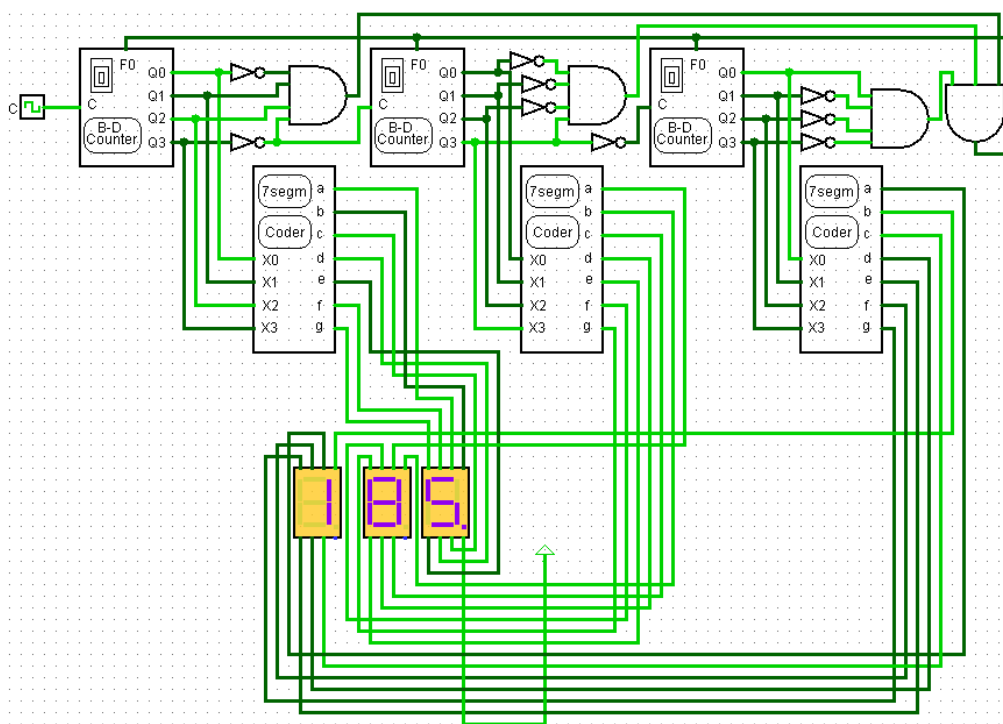 F0 F0 F0
Q0 Q0 Q0
Q1 Q1 Q1
C C C C
Q2 Q2 Q2
B-D B-D B-D
Counter Counter Counter
Q3 Q3 Q3
7segm a 7segm a 7segm a
b b b
Coder c Coder c Coder c
X0 d X0 d X0 d
X1 e X1 e X1 e
X2 f X2 f X2 f
X3 g X3 g X3 g
185.